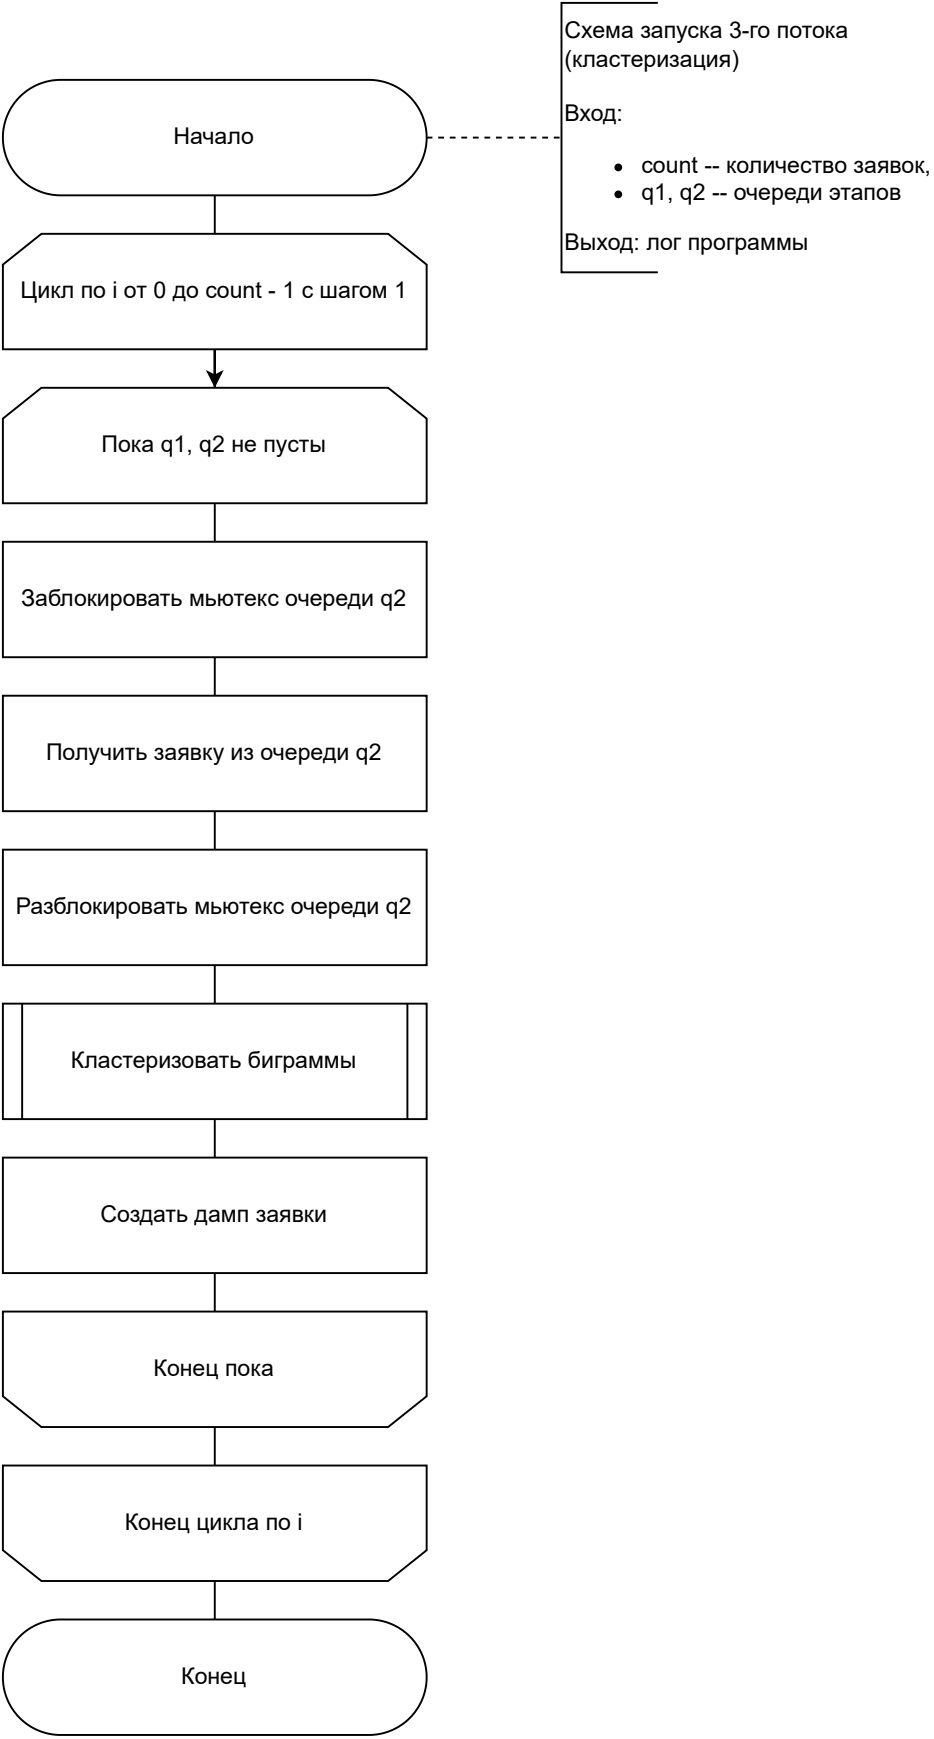 Схема запуска 3-го потока
(кластеризация)
Вход:
• count -- количество заявок,
• q1, q2 -- очереди этапов
Выход: лог программы
Начало
Цикл по i от 0 до count - 1 с шагом 1
Пока q1, q2 не пусты
Заблокировать мьютекс очереди q2
Получить заявку из очереди q2
Разблокировать мьютекс очереди q2
Кластеризовать биграммы
Создать дамп заявки
Конец пока
Конец цикла по i
Конец